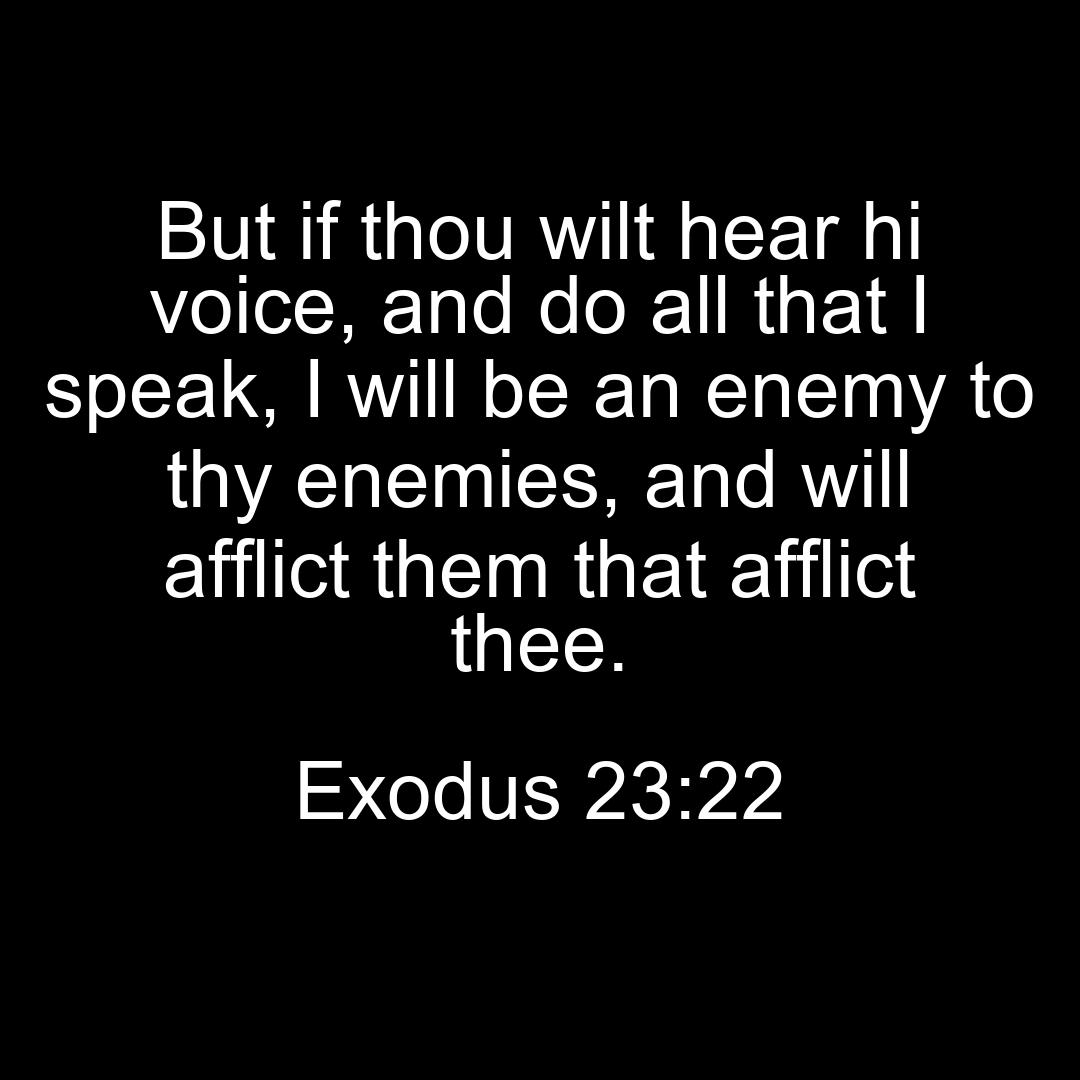 But if thou wilt hear hi
voice, and do all that I
speak, I will be an enemy to
thy enemies, and will
afflict them that afflict
thee.
Exodus 23:22